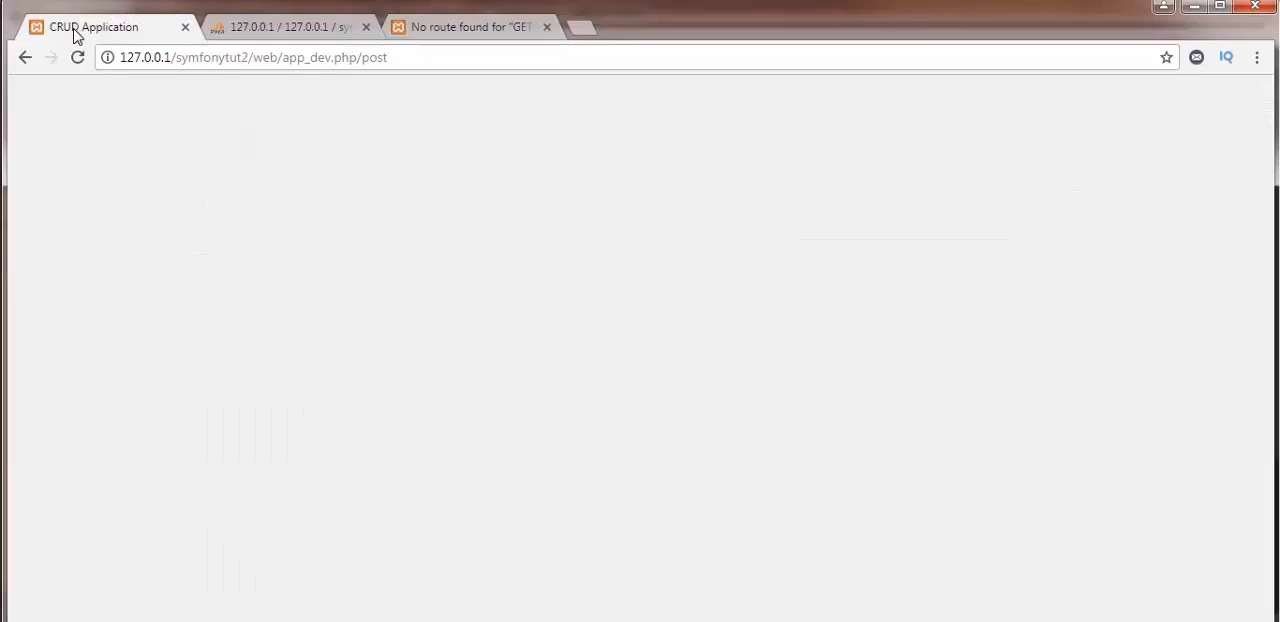 CRUD Application
127.0.0.1 / 127.0.0.1 / sy
No route found for "GET
127.0.0.1/symfonytut2/web/app_dev.php/post
IQ